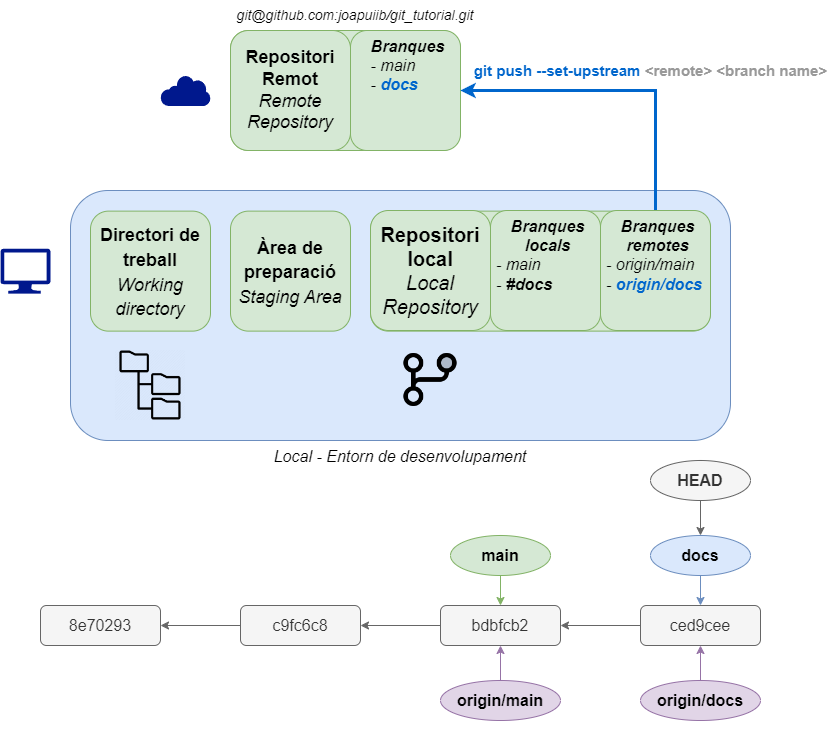 git@github.com:joapuiib/git_tutorial.git
Repositori
Remot
Remote
Repository
Branques
- main
- docs
git push --set-upstream <remote> <branch name>
Directori de
treball
Working
directory
Àrea de
preparació
Staging Area
Repositori
local
Local
Repository
Branques
locals
- main
- #docs
Branques
remotes
- origin/main
- origin/docs
Local - Entorn de desenvolupament
HEAD
main
docs
8e70293
c9fc6c8
bdbfcb2
ced9cee
origin/main
origin/docs